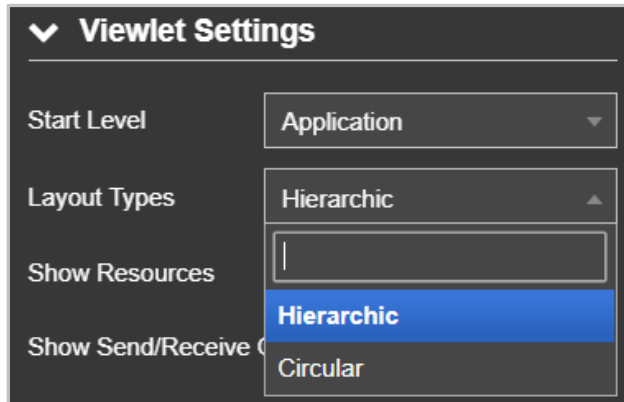 Viewlet Settings
Start Level
Application
Layout Types
Hierarchic
Show Resources
Hierarchic
Show Send/Receive
Circular